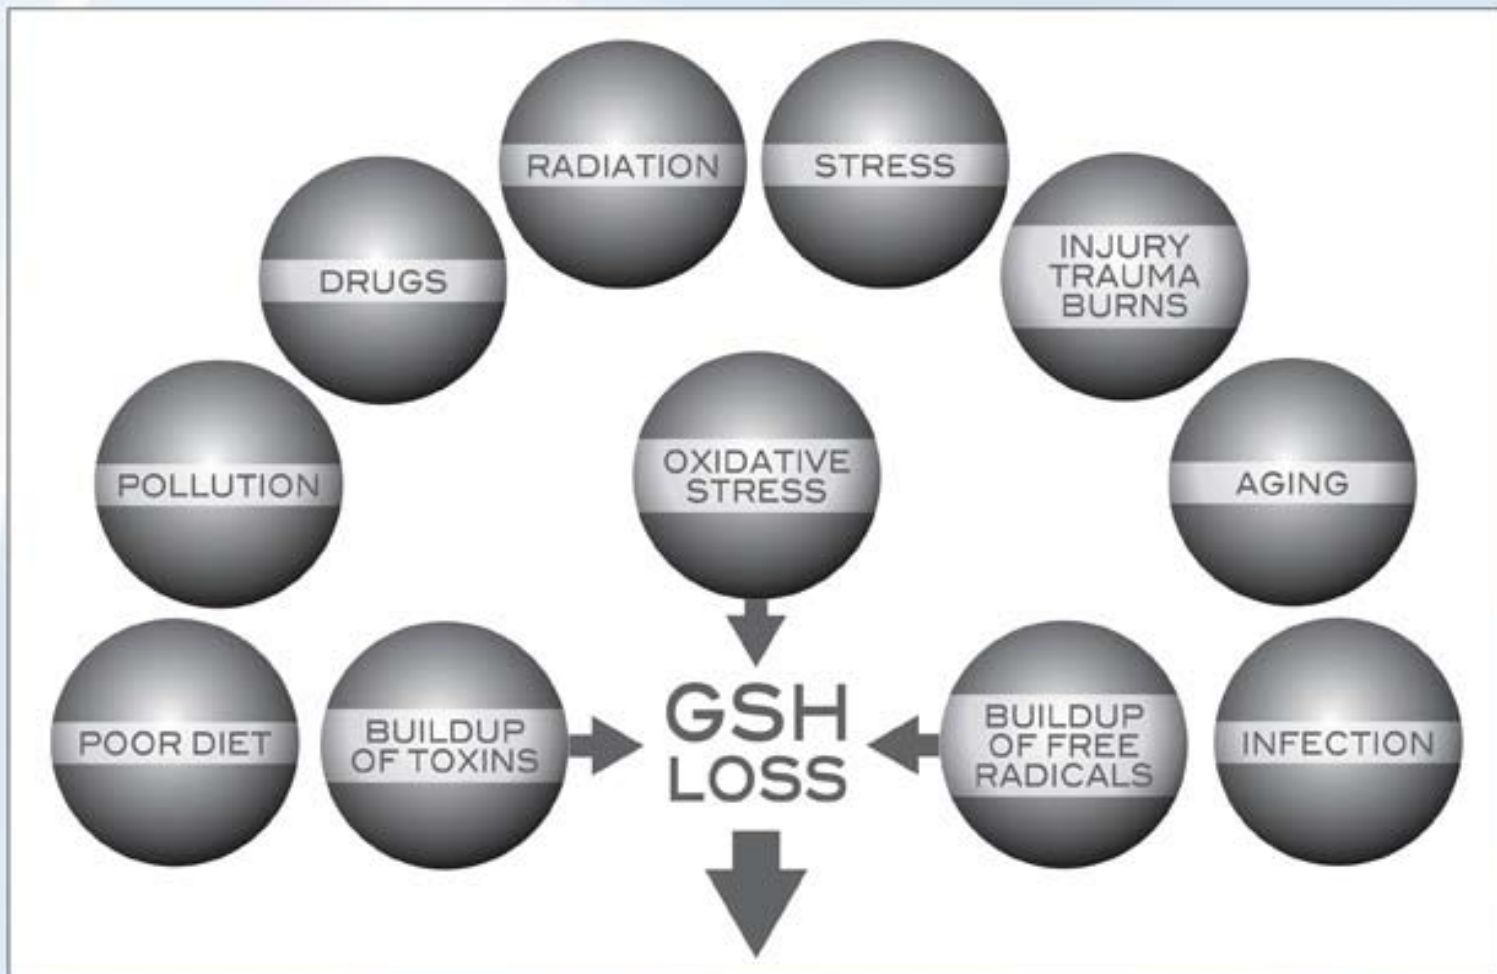 RADIATION
STRESS
DRUGS
INJURY
TRAUMA
BURNS
POLLUTION
OXIDATIVE
STRESS
AGING
POOR DIET
BUILDUP
OF TOXINS
GSH
LOSS
BUILDUP
OF FREE
RADICALS
INFECTION